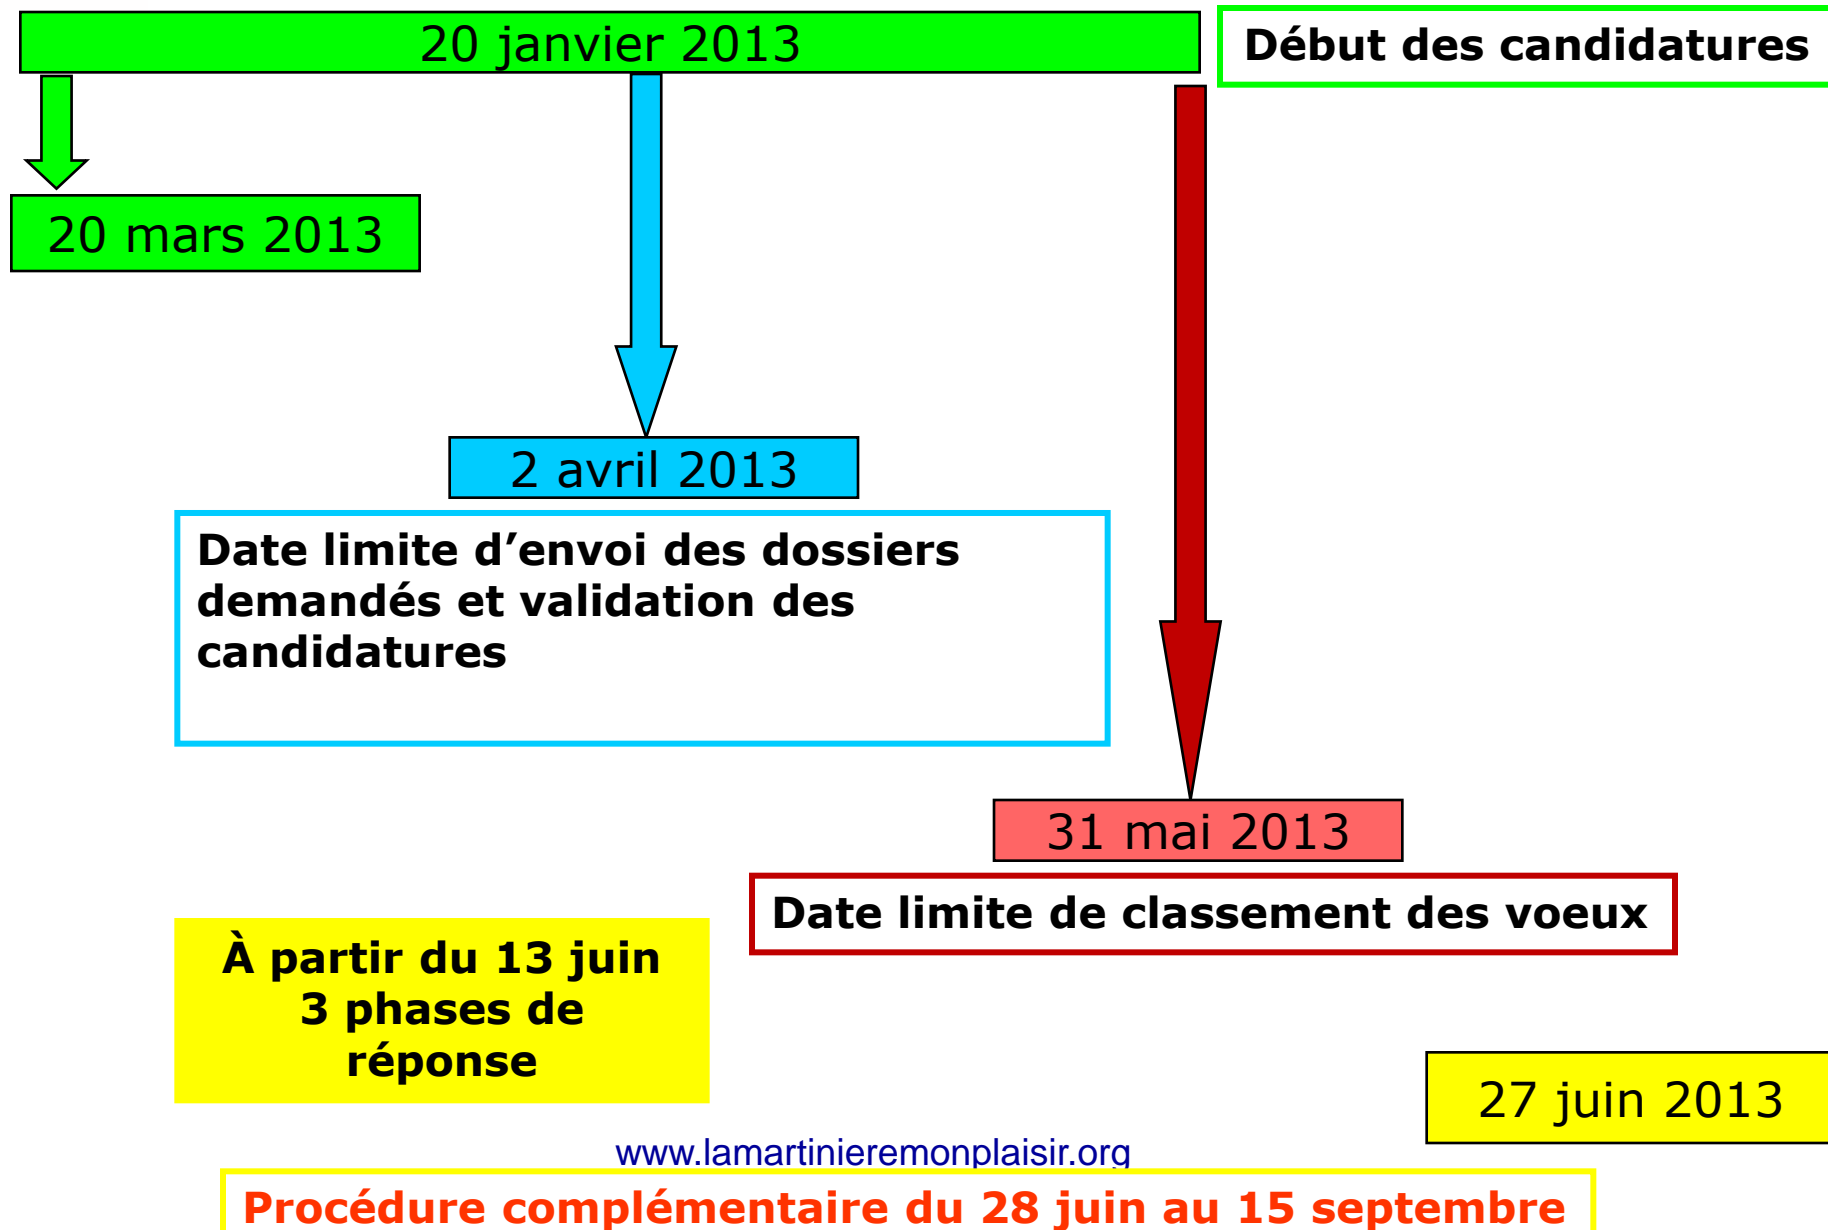 20 janvier 2013
Début des candidatures
20 mars 2013
2 avril 2013
Date limite d’envoi des dossiers
demandés et validation des
candidatures
31 mai 2013
Date limite de classement des voeux
À partir du 13 juin
3 phases de
réponse
27 juin 2013
www.lamartinieremonplaisir.org
Procédure complémentaire du 28 juin au 15 septembre